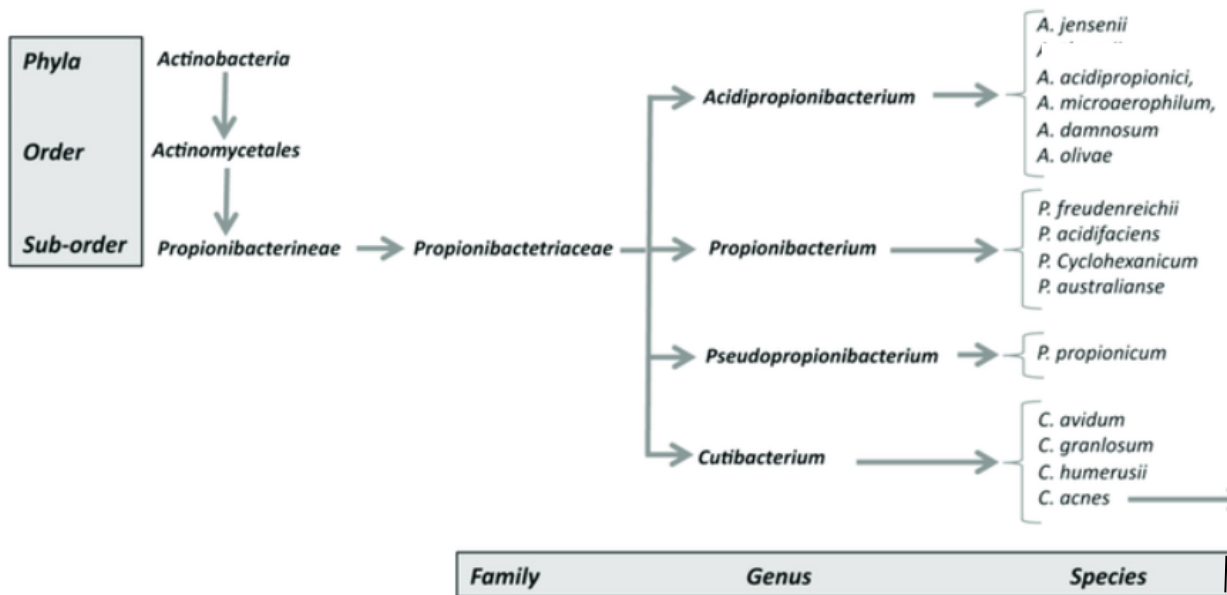 Phyla
Actinobacteria
Order
Actinomycetales
Sub-order
Propionibacterineae
Propionibactetriaceae
Acidipropionibacterium
A. jensenii
A. acidipropionici,
A. microaerophilum,
A. damnosum
A. olivae
Propionibacterium
P. freudenreichii
P. acidifaciens
P. Cyclohexanicum
P. australianse
Pseudopropionibacterium
P. propionicum
Cutibacterium
C. avidum
C. granlosum
C. humerusii
C. acnes
Family
Genus
Species